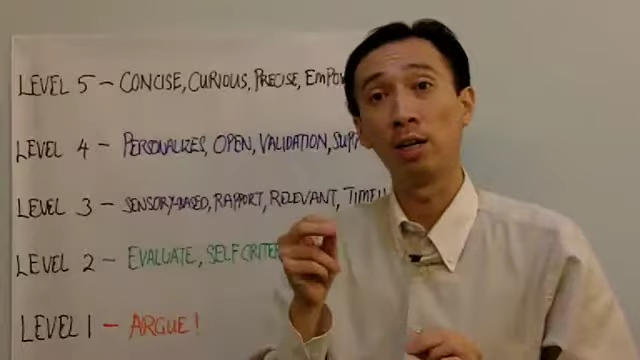 LEVEL 5 - CONCISE, CURIOUS, PRECISE,
LEVEL 4 - PERSONALIZES, OPEN, VALIDATION,
LEVEL 3 - SENSORY-BASED, RAPPORT, RELEVANT,
LEVEL 2 - EVALUATE, SELF
LEVEL 1 - ARGUE!